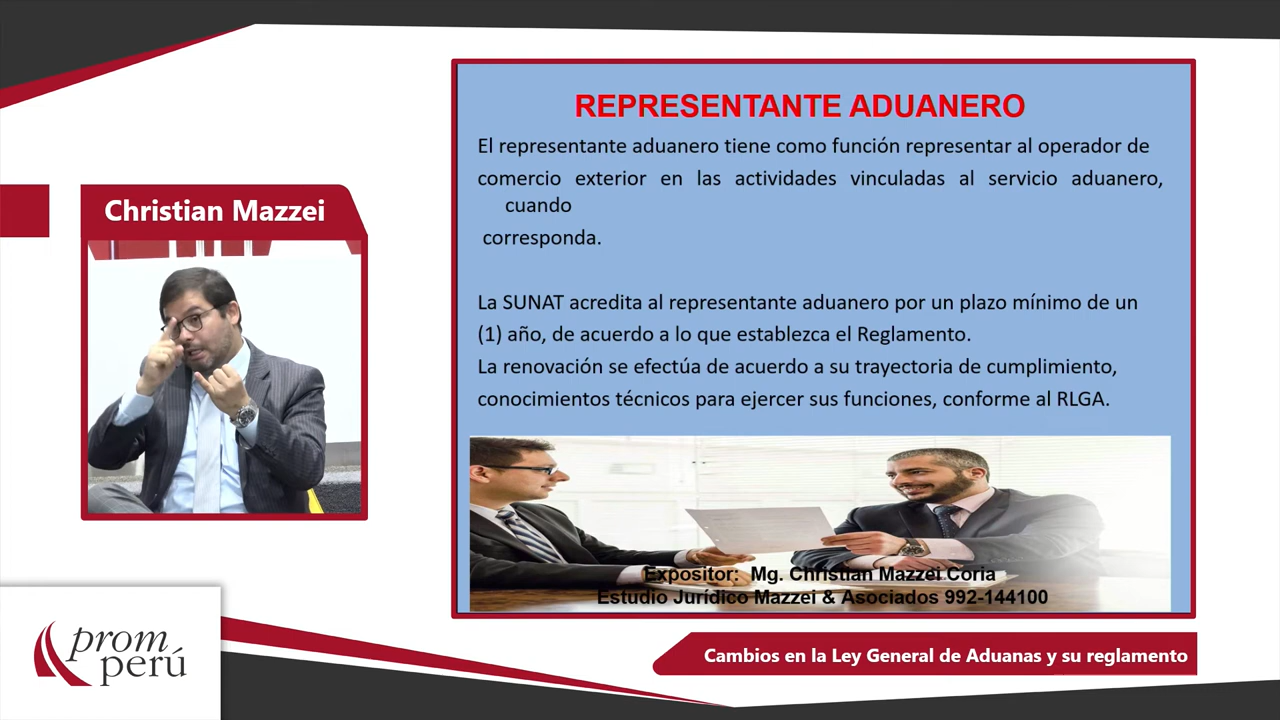 Christian Mazzei
REPRESENTANTE ADUANERO
El representante aduanero tiene como función representar al operador de
comercio exterior en las actividades vinculadas al servicio aduanero,
cuando
corresponda.
La SUNAT acredita al representante aduanero por un plazo mínimo de un
(1) año, de acuerdo a lo que establezca el Reglamento.
La renovación se efectúa de acuerdo a su trayectoria de cumplimiento,
conocimientos técnicos para ejercer sus funciones, conforme al RLGA.
Expositor: Mg. Christian Mazzei Coria
Estudio Jurídico Mazzei & Asociados 992-144100
Cambios en la Ley General de Aduanas y su reglamento
prom
perú